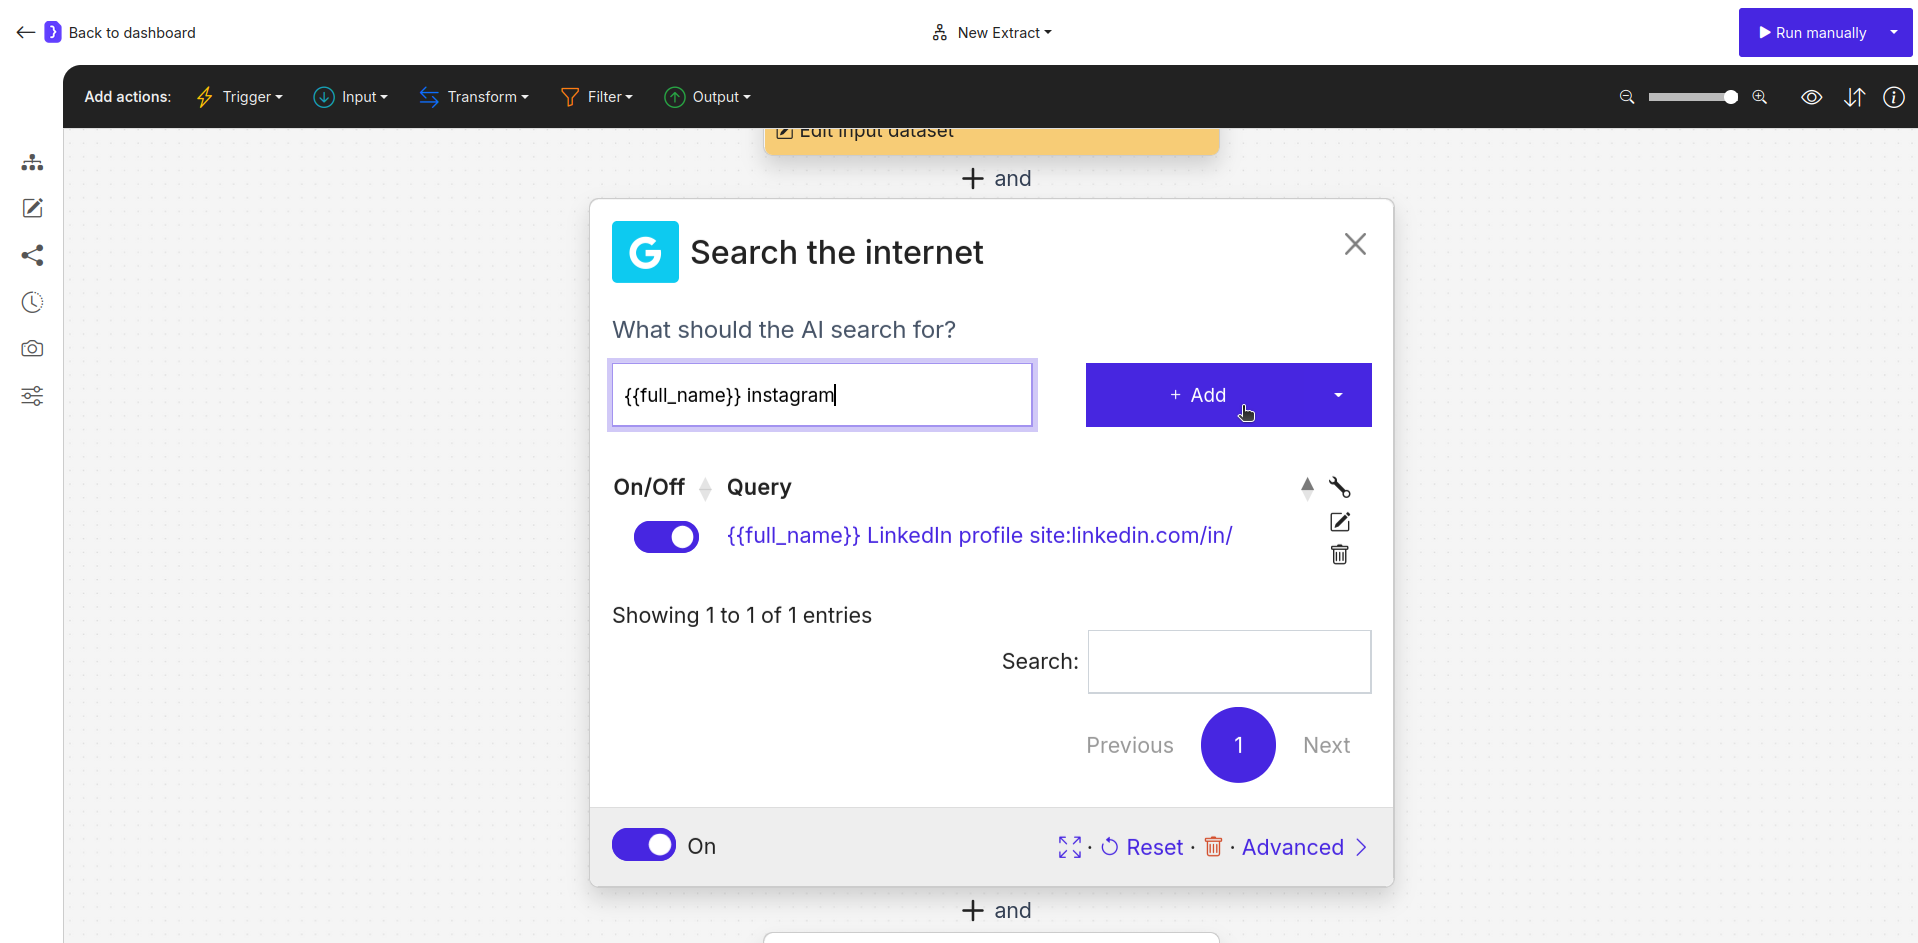 Back to dashboard
New Extract
Run manually
Add actions:
Trigger
Input
Transform
Filter
Output
Edit input dataset
and
G
Search the internet
What should the AI search for?
{{full_name}} instagram
+ Add
On/Off
Query
{{full_name}} LinkedIn profile site:linkedin.com/in/
Showing 1 to 1 of 1 entries
Search:
Previous
1
Next
On
· Reset · · Advanced
and